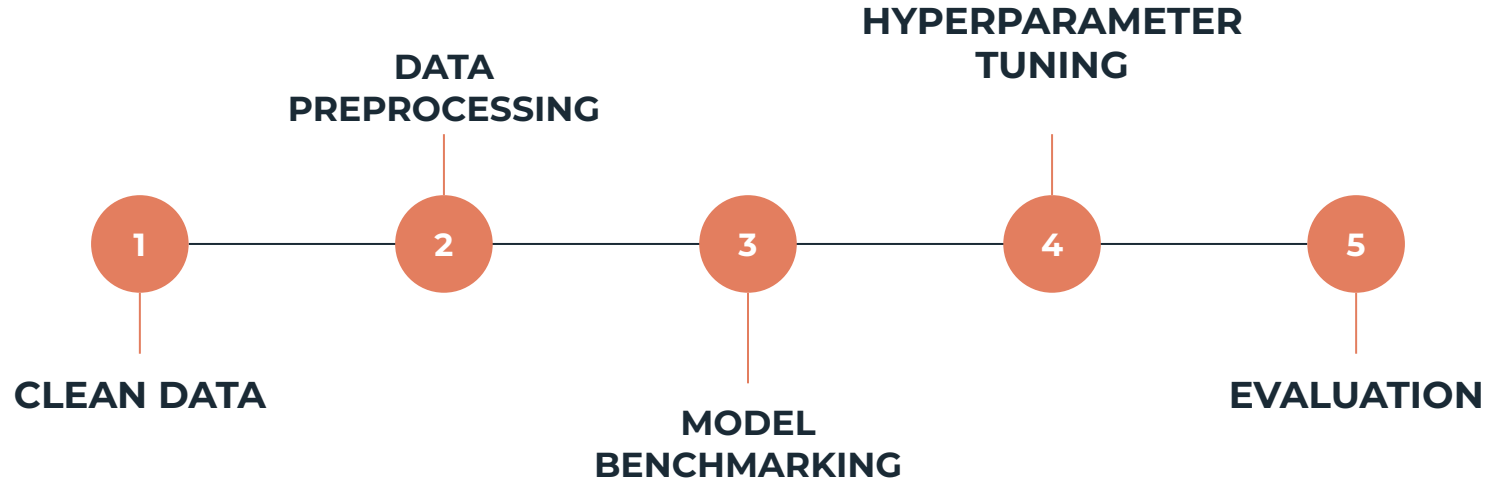 1
CLEAN DATA
2
DATA
PREPROCESSING
3
MODEL
BENCHMARKING
4
HYPERPARAMETER
TUNING
5
EVALUATION